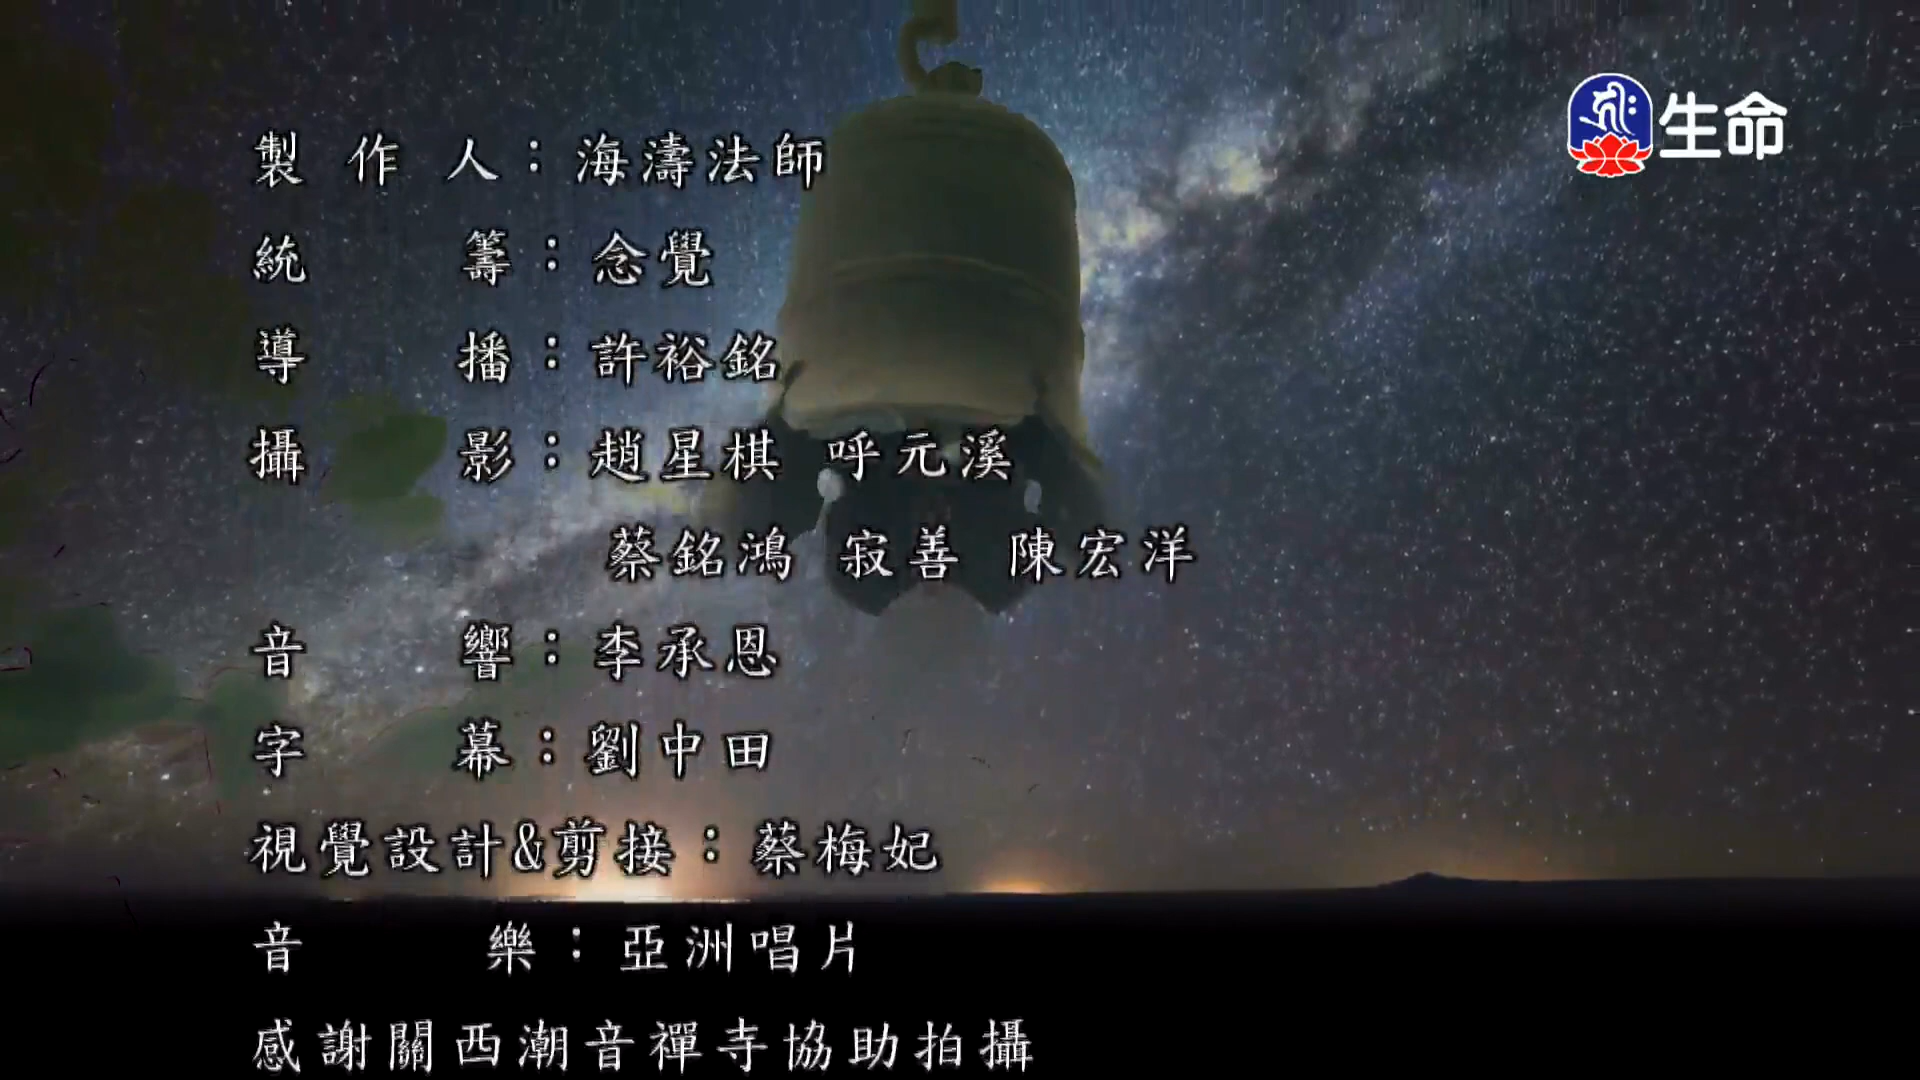 生命
製作人：海濤法師
統籌：念覺
導播：許裕銘
攝影：趙星棋 呼元溪
蔡銘鴻 寂善 陳宏洋
音響：李承恩
字幕：劉中田
視覺設計&剪接：蔡梅妃
音樂：亞洲唱片
感謝關西潮音禪寺協助拍攝